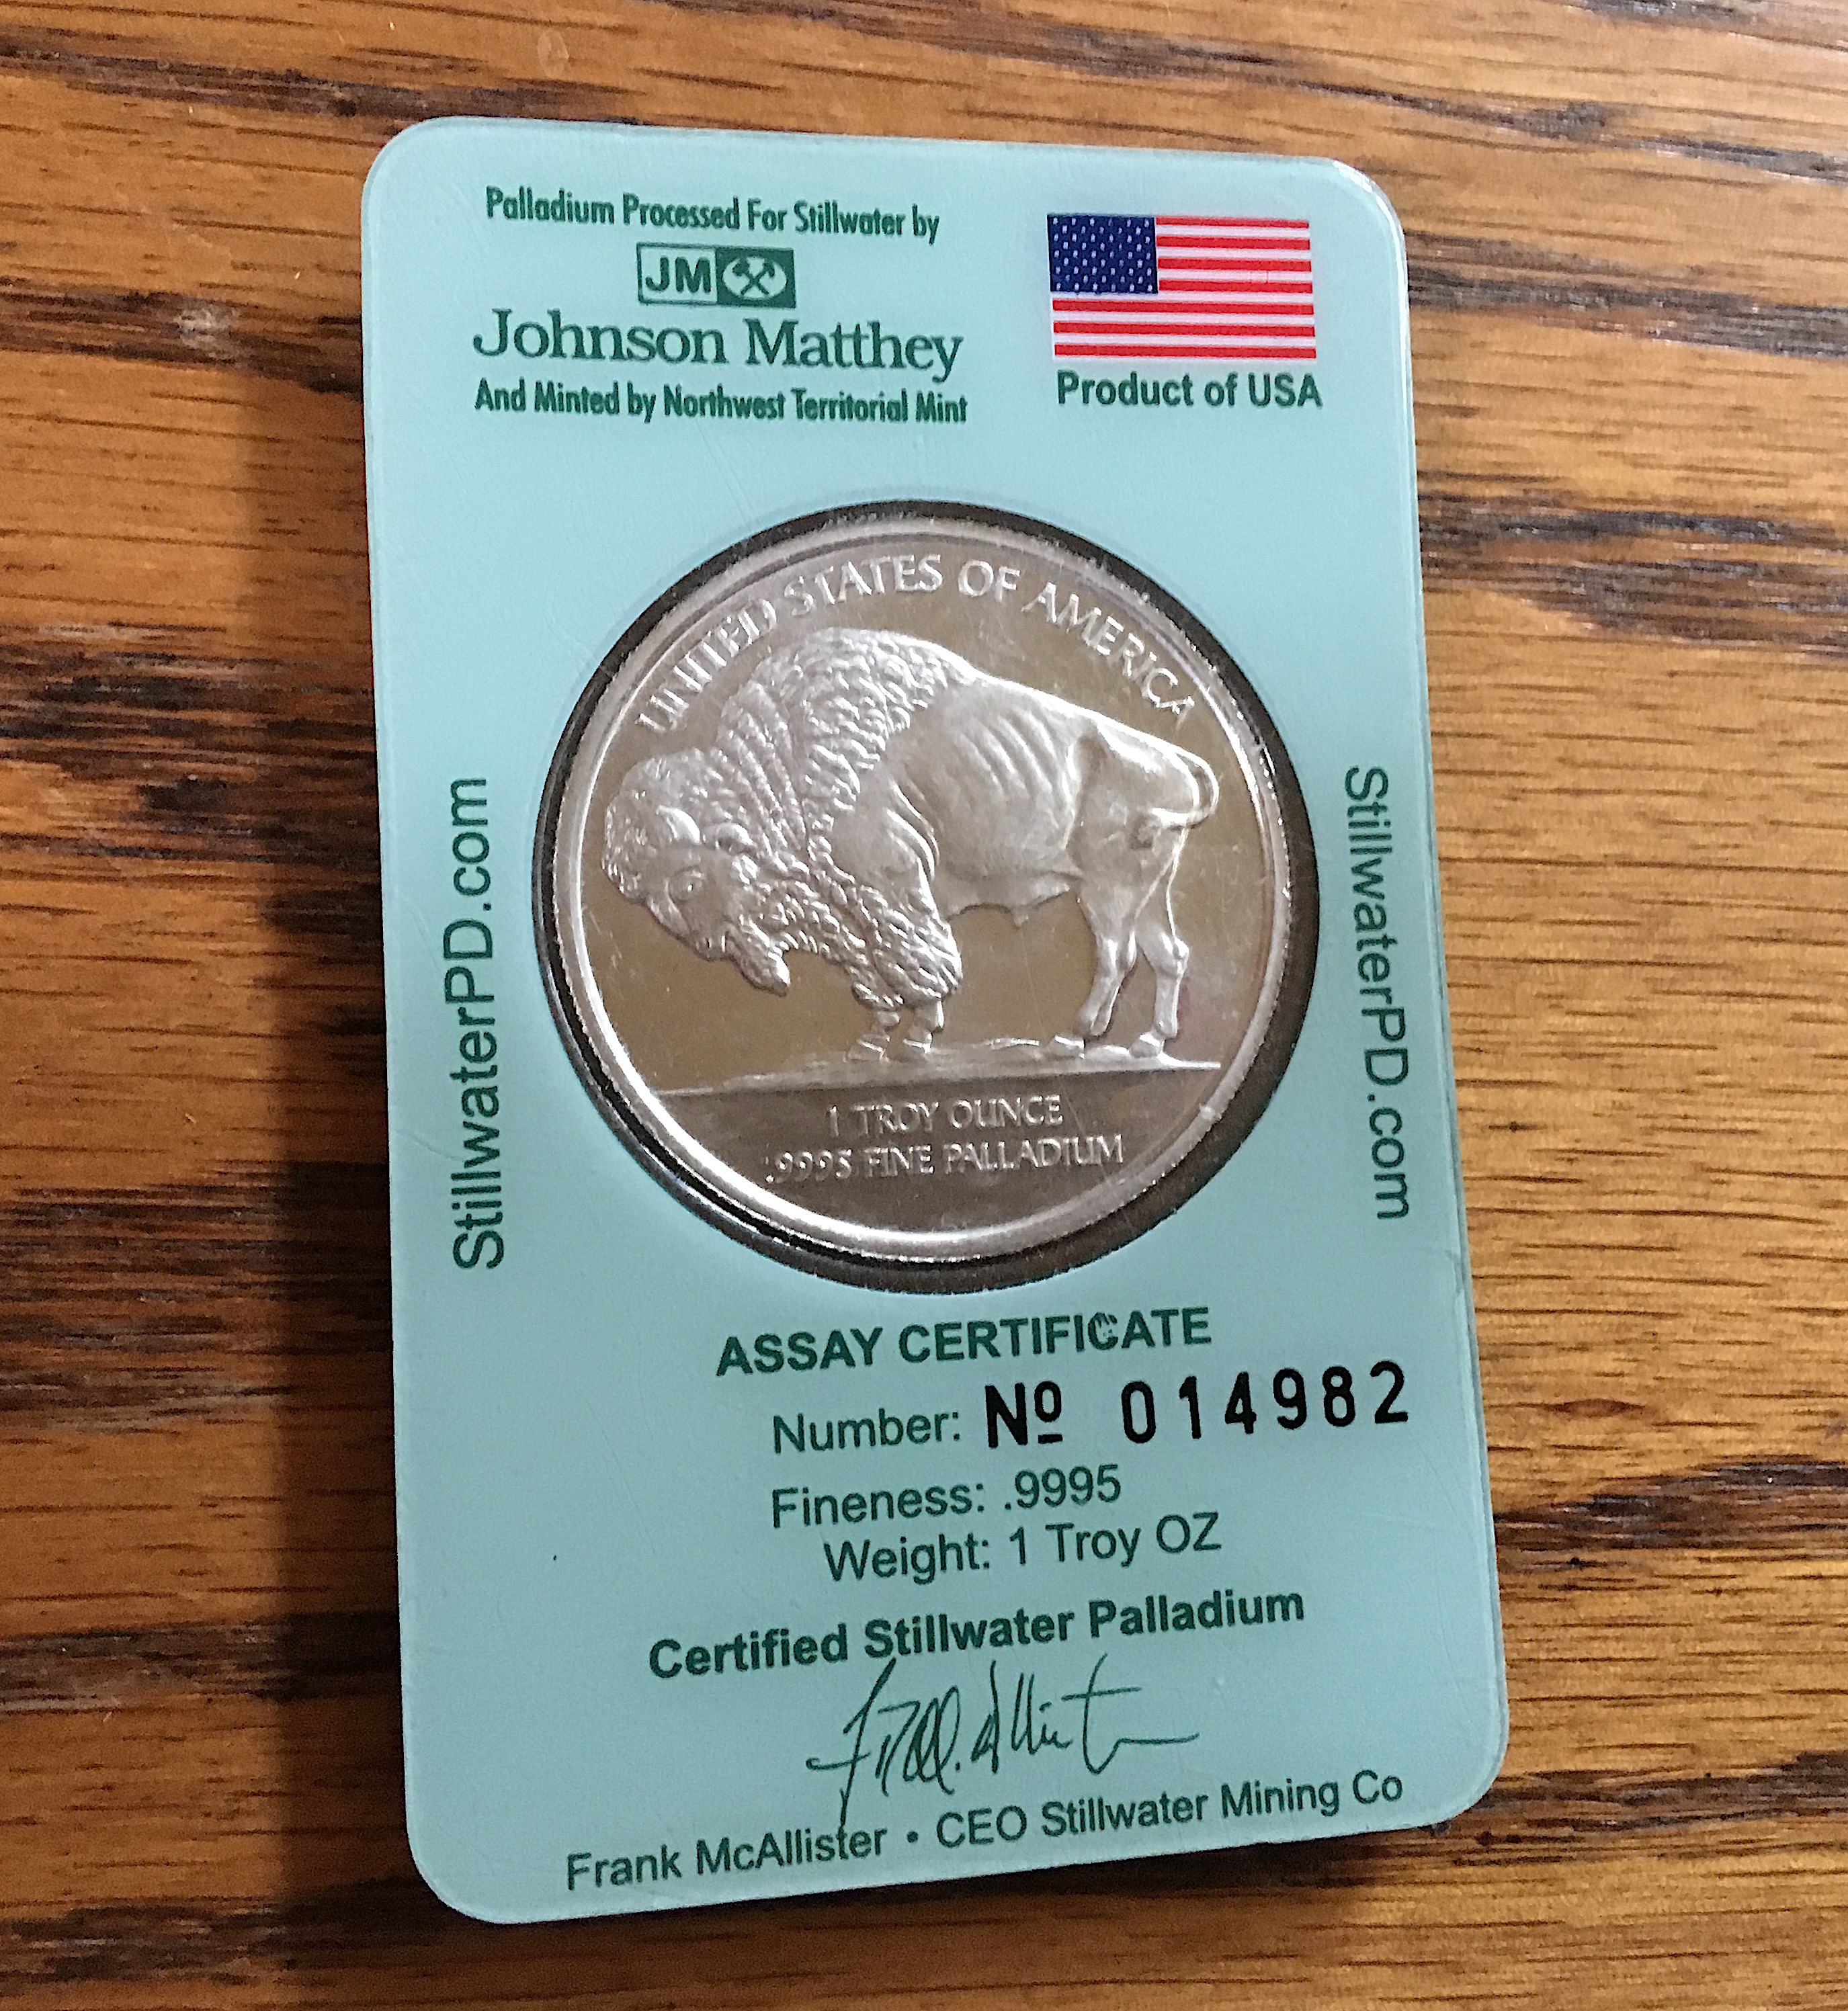 Palladium Processed For Stillwater by
JM
Johnson Matthey
And Minted by Northwest Territorial Mint
Product of USA
StillwaterPD.com
UNITED STATES OF AMERICA
1 TROY OUNCE
.9995 FINE PALLADIUM
StillwaterPD.com
ASSAY CERTIFICATE
Number: Nº 014982
Fineness: .9995
Weight: 1 Troy OZ
Certified Stillwater Palladium
Frank McAllister • CEO Stillwater Mining Co